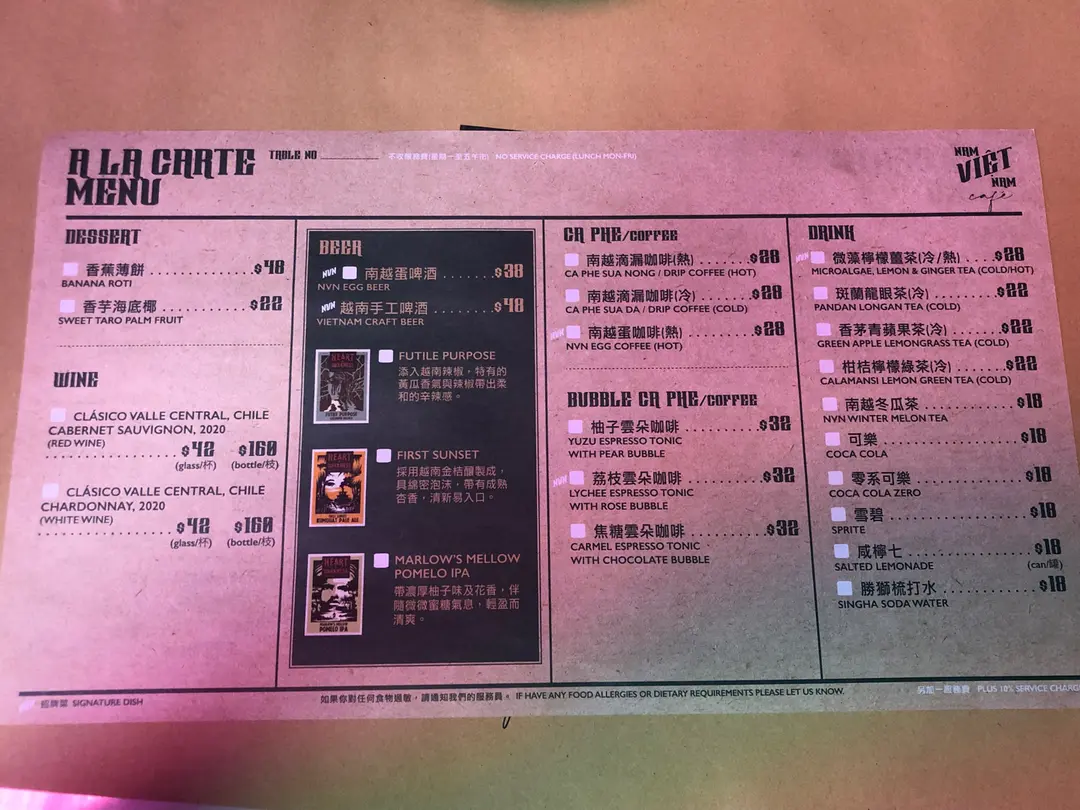 A LA CARTE
MENU
TABLE NO
不收服務費(星期一至五午市) NO SERVICE CHARGE (LUNCH MON-FRI)
NAM
VIỆT
NAM
café
DESSERT
香蕉薄餅 $48
BANANA ROTI
香芋海底椰 $22
SWEET TARO PALM FRUIT
WINE
CLÁSICO VALLE CENTRAL, CHILE
CABERNET SAUVIGNON, 2020
(RED WINE)
$42 $160
(glass/杯) (bottle/枝)
CLÁSICO VALLE CENTRAL, CHILE
CHARDONNAY, 2020
(WHITE WINE)
$42 $160
(glass/杯) (bottle/枝)
BEER
NVN 越南蛋啤酒 $38
NVN EGG BEER
NVN 越南手工啤酒 $48
VIETNAM CRAFT BEER
FUTILE PURPOSE
添入越南辣椒，特有的
黃瓜香氣與辣椒帶出柔
和的辛辣感。
HEART
FUTILE PURPOSE
FIRST SUNSET
採用越南金桔釀製成，
具綿密泡沫，帶有成熟
杏香，清新易入口。
HEART
DARKNESS
KUMQUAT PALE ALE
MARLOW'S MELLOW
POMELO IPA
帶濃厚柚子味及花香，伴
隨微微蜜糖氣息，輕盈而
清爽。
HEART
DARKNESS
MARLOW'S MELLOW
POMELO IPA
CA PHE/COFFEE
南越滴漏咖啡(熱) $28
CA PHE SUA NONG / DRIP COFFEE (HOT)
南越滴漏咖啡(冷) $28
CA PHE SUA DA / DRIP COFFEE (COLD)
NVN 南越蛋咖啡(熱) $28
NVN EGG COFFEE (HOT)
BUBBLE CA PHE/COFFEE
柚子雲朵咖啡 $32
YUZU ESPRESSO TONIC
WITH PEAR BUBBLE
NVN 荔枝雲朵咖啡 $32
LYCHEE ESPRESSO TONIC
WITH ROSE BUBBLE
焦糖雲朵咖啡 $32
CARMEL ESPRESSO TONIC
WITH CHOCOLATE BUBBLE
DRINK
NVN 微藻檸檬薑茶(冷/熱) $28
MICROALGAE, LEMON & GINGER TEA (COLD/HOT)
斑蘭龍眼茶(冷) $22
PANDAN LONGAN TEA (COLD)
香茅青蘋果茶(冷) $22
GREEN APPLE LEMONGRASS TEA (COLD)
柑桔檸檬綠茶(冷) $22
CALAMANSI LEMON GREEN TEA (COLD)
南越冬瓜茶 $18
NVN WINTER MELON TEA
可樂 $18
COCA COLA
零系可樂 $18
COCA COLA ZERO
雪碧 $18
SPRITE
咸檸七 $18
SALTED LEMONADE (can/罐)
勝獅梳打水 $18
SINGHA SODA WATER
招牌菜 SIGNATURE DISH
如果你對任何食物過敏，請通知我們的服務員。 IF HAVE ANY FOOD ALLERGIES OR DIETARY REQUIREMENTS PLEASE LET US KNOW.
另加一服務費 PLUS 10% SERVICE CHARG